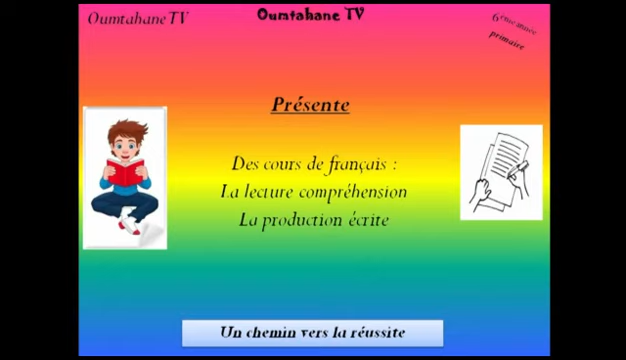 Oumtahane TV
Oumtahane TV
6ème année
primaire
Présente
Des cours de français :
La lecture compréhension
La production écrite
Un chemin vers la réussite